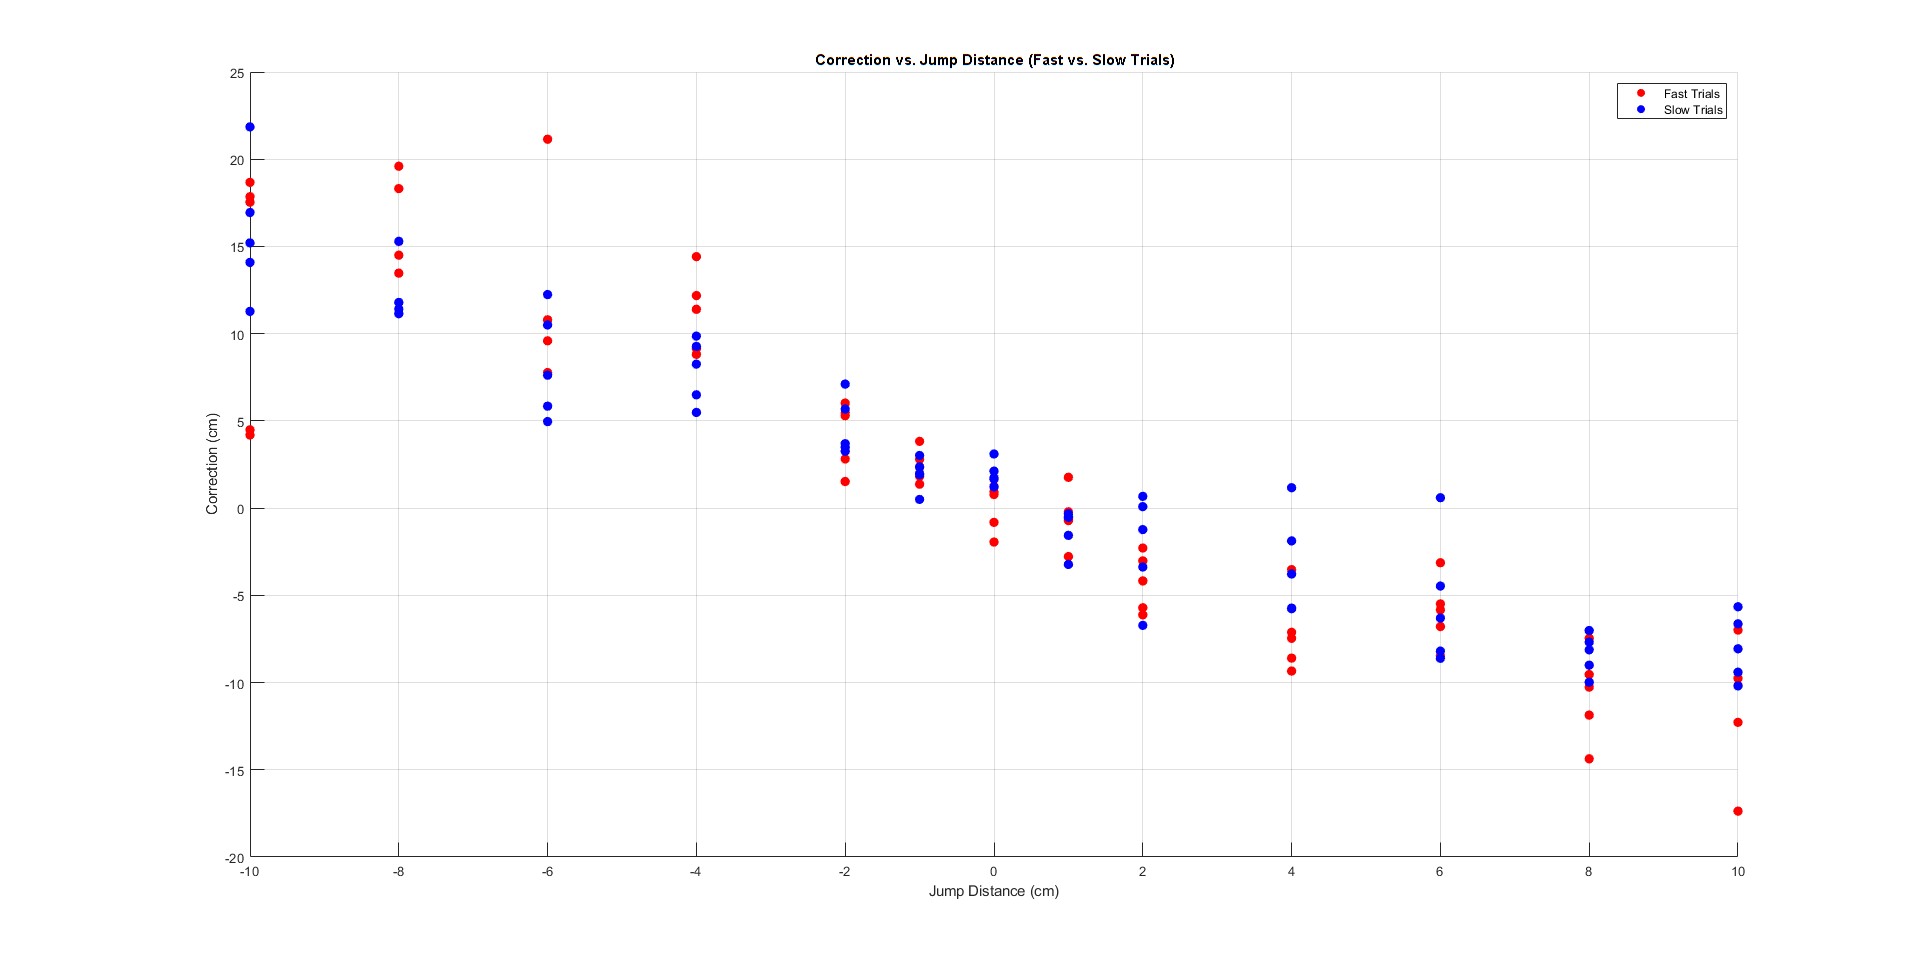 Correction vs. Jump Distance (Fast vs. Slow Trials)
Fast Trials
Slow Trials
25
20
15
10
5
0
-5
-10
-15
-20
Correction (cm)
-10 -8 -6 -4 -2 0 2 4 6 8 10
Jump Distance (cm)